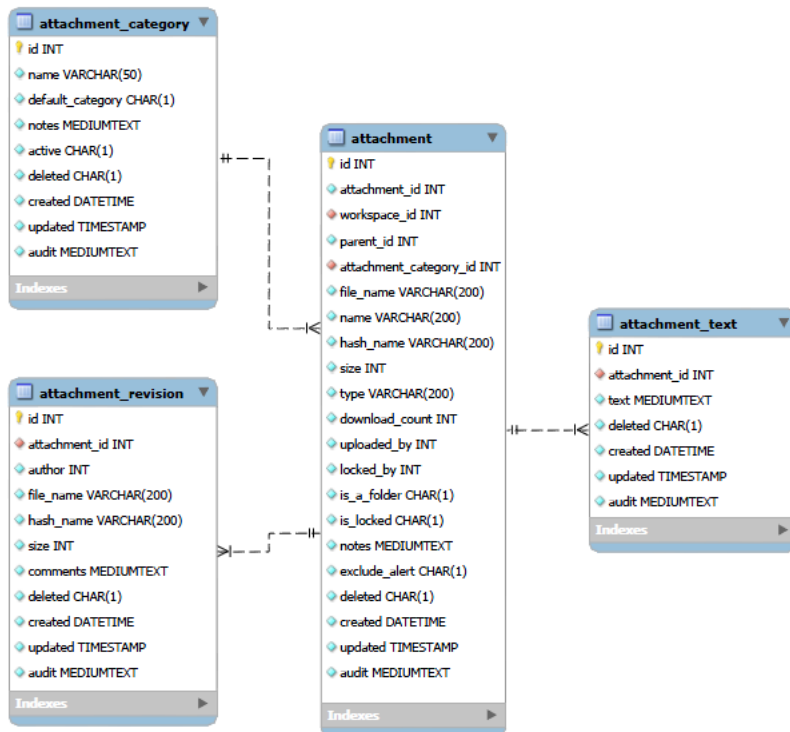 attachment_category
id INT
name VARCHAR(50)
default_category CHAR(1)
notes MEDIUMTEXT
active CHAR(1)
deleted CHAR(1)
created DATETIME
updated TIMESTAMP
audit MEDIUMTEXT
Indexes
attachment_revision
id INT
attachment_id INT
author INT
file_name VARCHAR(200)
hash_name VARCHAR(200)
size INT
comments MEDIUMTEXT
deleted CHAR(1)
created DATETIME
updated TIMESTAMP
audit MEDIUMTEXT
Indexes
attachment
id INT
attachment_id INT
workspace_id INT
parent_id INT
attachment_category_id INT
file_name VARCHAR(200)
name VARCHAR(200)
hash_name VARCHAR(200)
size INT
type VARCHAR(200)
download_count INT
uploaded_by INT
locked_by INT
is_a_folder CHAR(1)
is_locked CHAR(1)
notes MEDIUMTEXT
exclude_alert CHAR(1)
deleted CHAR(1)
created DATETIME
updated TIMESTAMP
audit MEDIUMTEXT
Indexes
attachment_text
id INT
attachment_id INT
text MEDIUMTEXT
deleted CHAR(1)
created DATETIME
updated TIMESTAMP
audit MEDIUMTEXT
Indexes